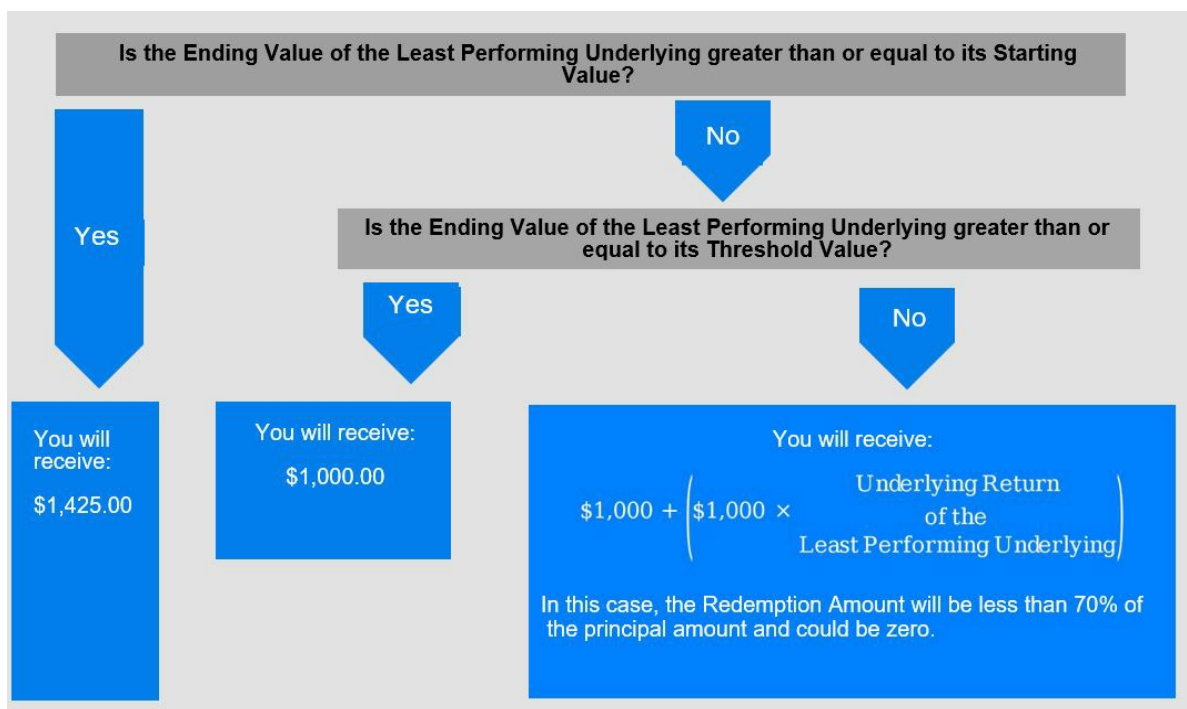 Is the Ending Value of the Least Performing Underlying greater than or equal to its Starting
Value?
No
Yes
Is the Ending Value of the Least Performing Underlying greater than or
equal to its Threshold Value?
Yes
No
You will
receive:
$1,425.00
You will receive:
$1,000.00
You will receive:
$1,000 + ($1,000 × Underlying Return
of the
Least Performing Underlying)
In this case, the Redemption Amount will be less than 70% of
the principal amount and could be zero.